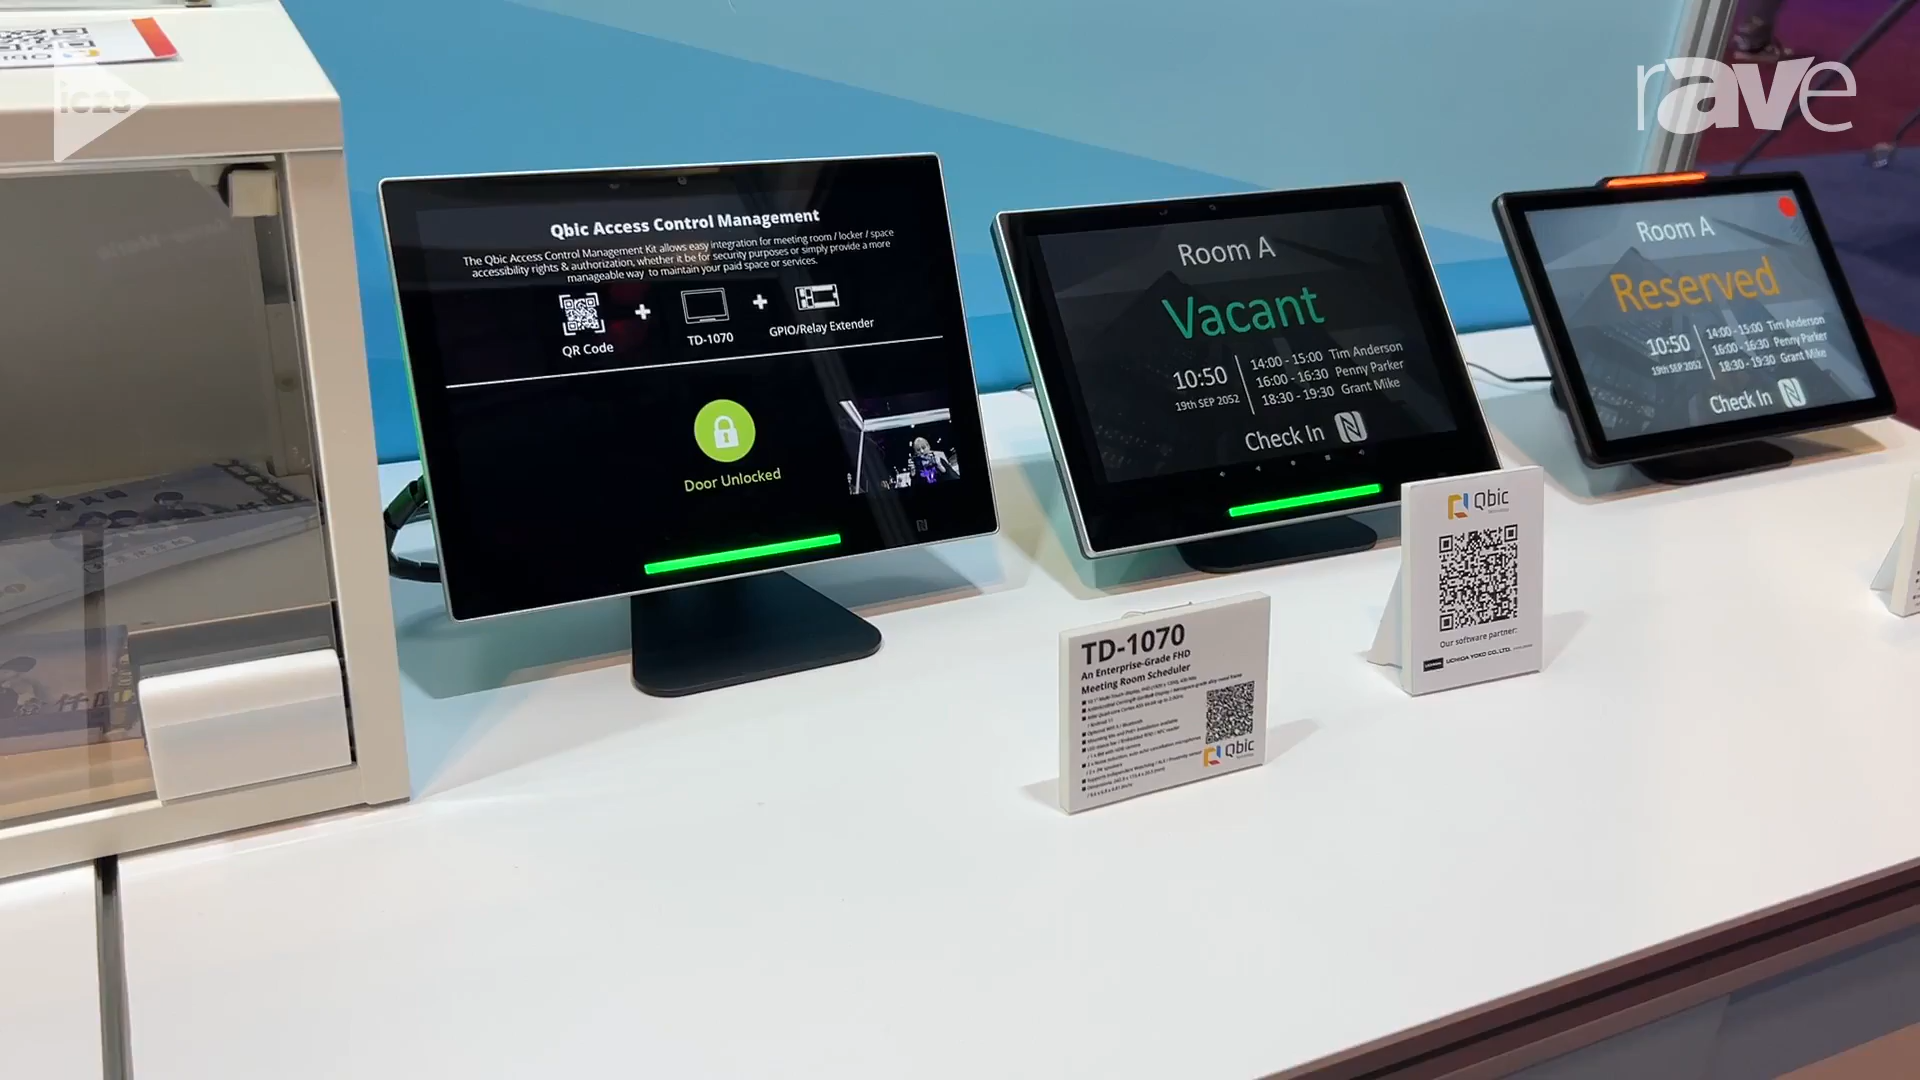 ic23
rave
Qbic Access Control Management
The Qbic Access Control Management Kit allows easy integration for meeting room / locker / space
accessibility rights & authorization, whether it be for security purposes or simply provide a more
manageable way to maintain your paid space or services.
QR Code
+
TD-1070
+
GPIO/Relay Extender
Door Unlocked
Room A
Vacant
10:50
19th SEP 2052
14:00 - 15:00 Tim Anderson
16:00 - 16:30 Penny Parker
18:30 - 19:30 Grant Mike
Check In
Room A
Reserved
10:50
19th SEP 2052
14:00 - 15:00 Tim Anderson
16:00 - 16:30 Penny Parker
18:30 - 19:30 Grant Mike
Check In
TD-1070
An Enterprise-Grade FHD
Meeting Room Scheduler
Qbic
Qbic
Our software partner:
UCHIDA YOKO CO., LTD.